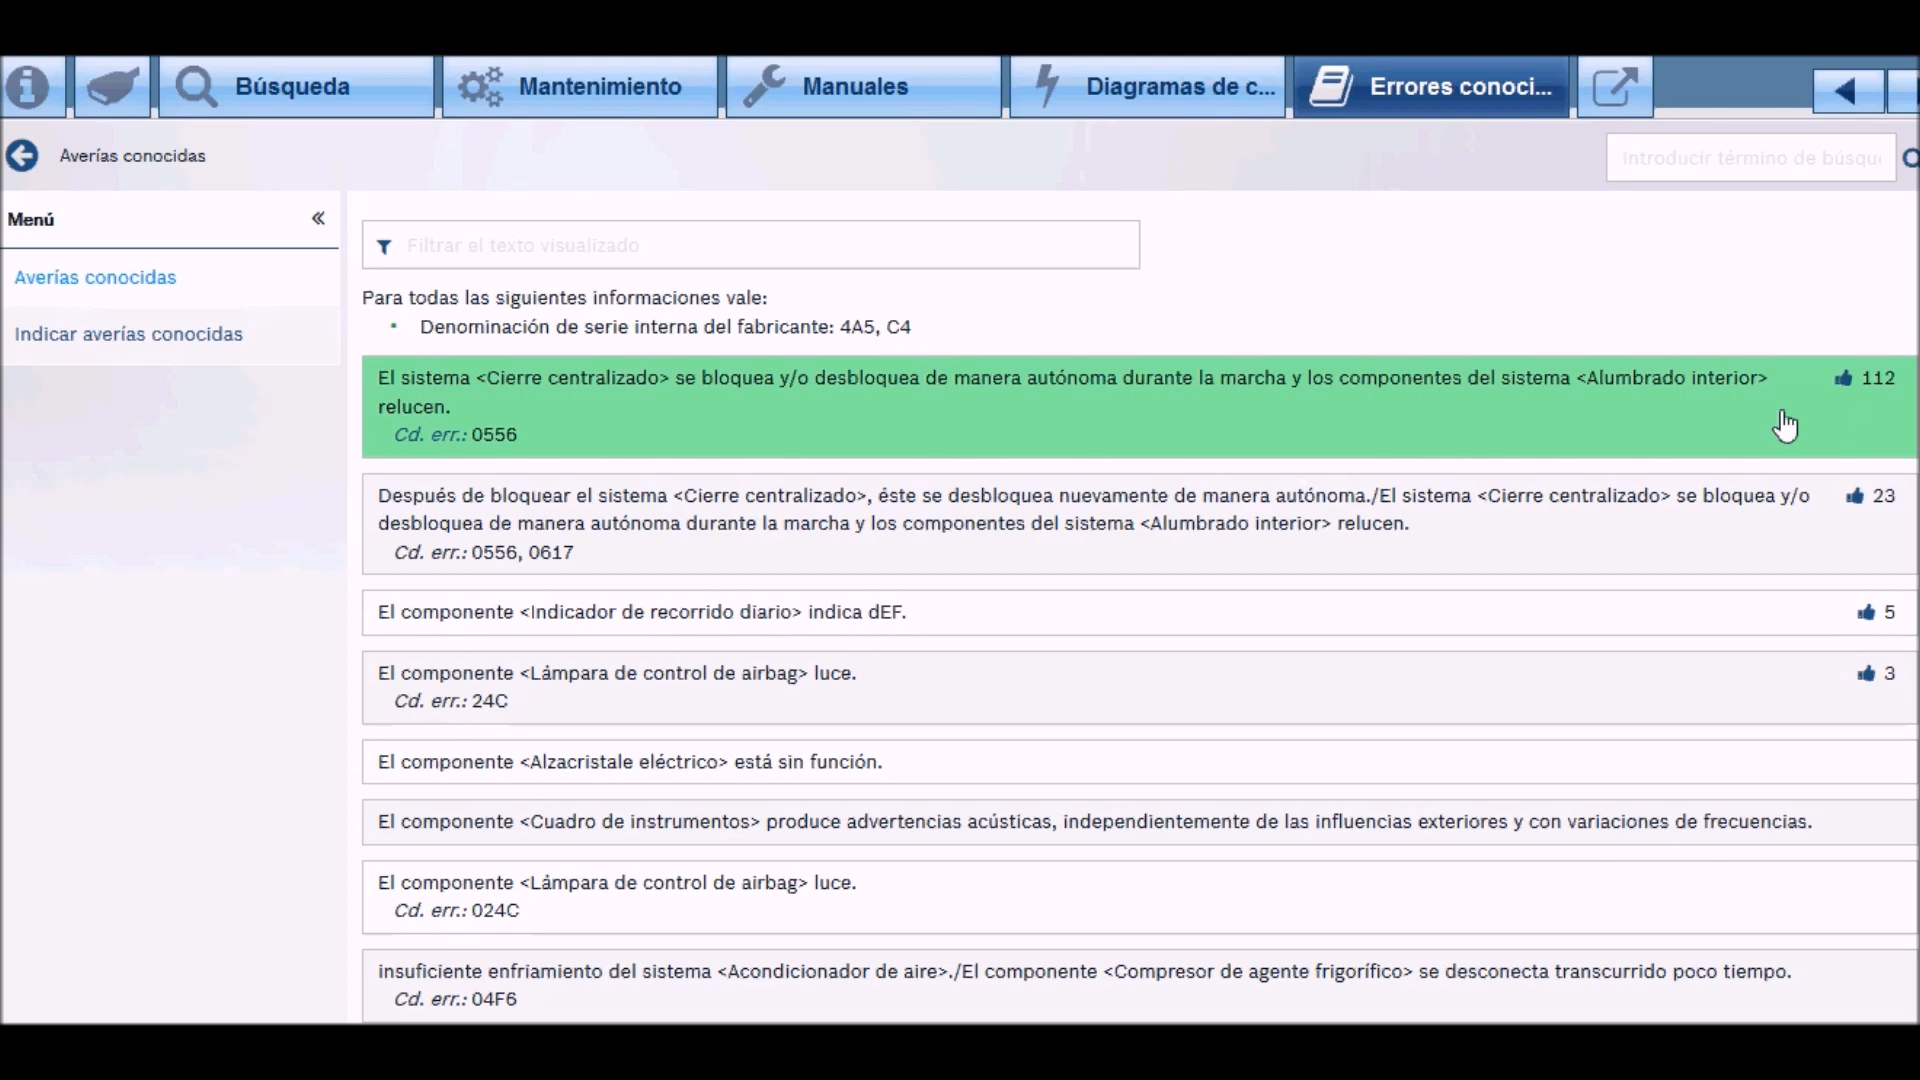 Búsqueda
Mantenimiento
Manuales
Diagramas de c...
Errores conoci...
Averías conocidas
Introducir término de búsqu
Menú
«
Averías conocidas
Indicar averías conocidas
Filtrar el texto visualizado
Para todas las siguientes informaciones vale:
• Denominación de serie interna del fabricante: 4A5, C4
El sistema <Cierre centralizado> se bloquea y/o desbloquea de manera autónoma durante la marcha y los componentes del sistema <Alumbrado interior> 112
relucen.
Cd. err.: 0556
Después de bloquear el sistema <Cierre centralizado>, éste se desbloquea nuevamente de manera autónoma./El sistema <Cierre centralizado> se bloquea y/o 23
desbloquea de manera autónoma durante la marcha y los componentes del sistema <Alumbrado interior> relucen.
Cd. err.: 0556, 0617
El componente <Indicador de recorrido diario> indica dEF. 5
El componente <Lámpara de control de airbag> luce. 3
Cd. err.: 24C
El componente <Alzacristale eléctrico> está sin función.
El componente <Cuadro de instrumentos> produce advertencias acústicas, independientemente de las influencias exteriores y con variaciones de frecuencias.
El componente <Lámpara de control de airbag> luce.
Cd. err.: 024C
insuficiente enfriamiento del sistema <Acondicionador de aire>./El componente <Compresor de agente frigorífico> se desconecta transcurrido poco tiempo.
Cd. err.: 04F6